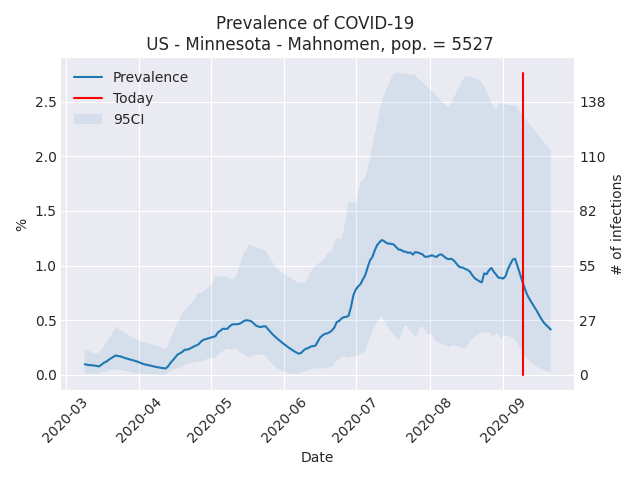 Prevalence of COVID-19
US - Minnesota - Mahnomen, pop. = 5527
Prevalence
Today
95CI
2.5
2.0
1.5
1.0
0.5
0.0
%
138
110
82
55
27
0
# of infections
2020-03
2020-04
2020-05
2020-06
2020-07
2020-08
2020-09
Date